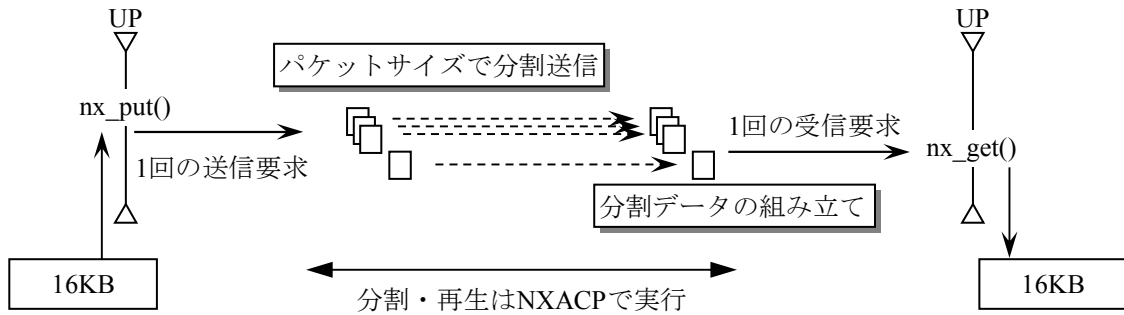 UP
UP
パケットサイズで分割送信
nx_put()
1回の送信要求
1回の受信要求
nx_get()
分割データの組み立て
16KB
16KB
分割・再生はNXACPで実行